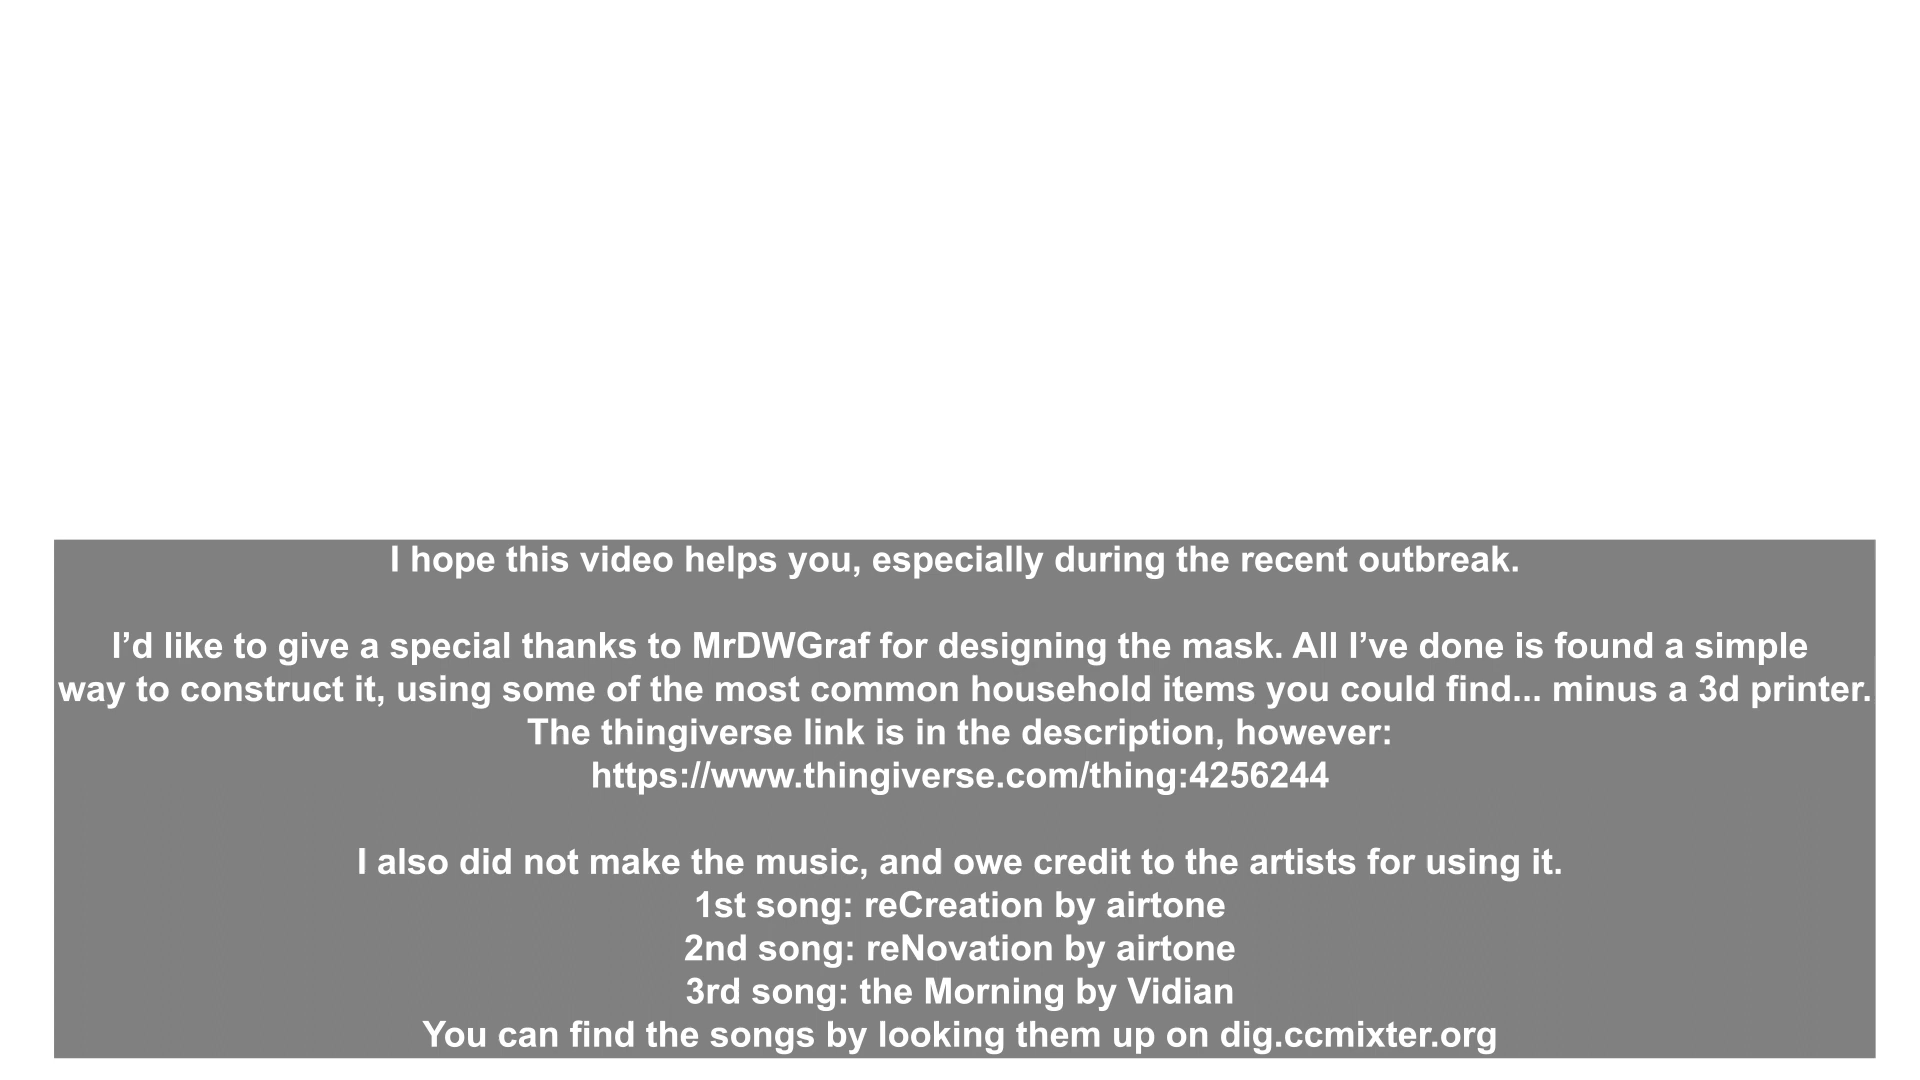 I hope this video helps you, especially during the recent outbreak.
I’d like to give a special thanks to MrDWGraf for designing the mask. All I’ve done is found a simple
way to construct it, using some of the most common household items you could find... minus a 3d printer.
The thingiverse link is in the description, however:
https://www.thingiverse.com/thing:4256244
I also did not make the music, and owe credit to the artists for using it.
1st song: reCreation by airtone
2nd song: reNovation by airtone
3rd song: the Morning by Vidian
You can find the songs by looking them up on dig.ccmixter.org